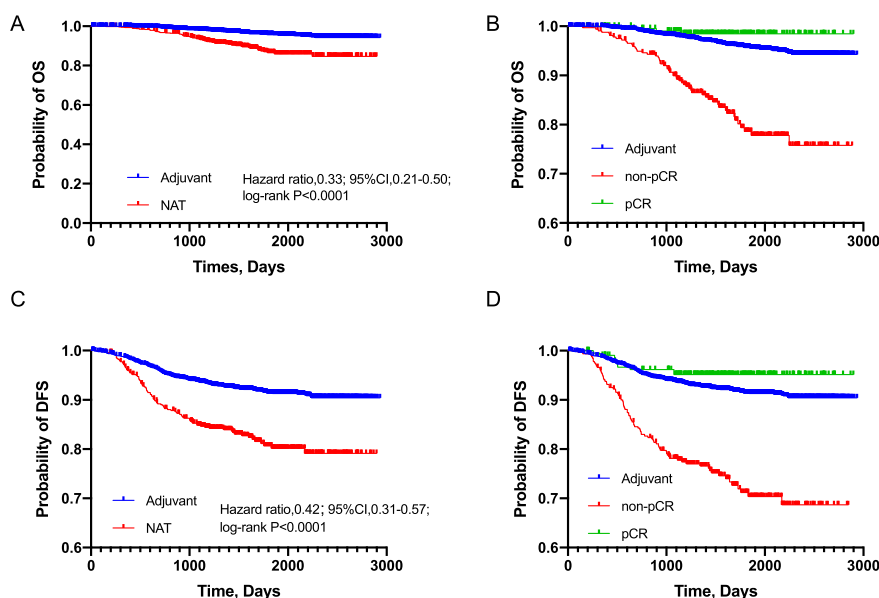 A
Probability of OS
1.0
0.8
0.6
0.4
0.2
0.0
Adjuvant
NAT
Hazard ratio,0.33; 95%CI,0.21-0.50;
log-rank P<0.0001
0 1000 2000 3000
Times, Days
B
Probability of OS
1.0
0.9
0.8
0.7
0.6
Adjuvant
non-pCR
pCR
0 1000 2000 3000
Time, Days
C
Probability of DFS
1.0
0.9
0.8
0.7
0.6
Adjuvant
NAT
Hazard ratio,0.42; 95%CI,0.31-0.57;
log-rank P<0.0001
0 1000 2000 3000
Time, Days
D
Probability of DFS
1.0
0.9
0.8
0.7
0.6
Adjuvant
non-pCR
pCR
0 1000 2000 3000
Time, Days